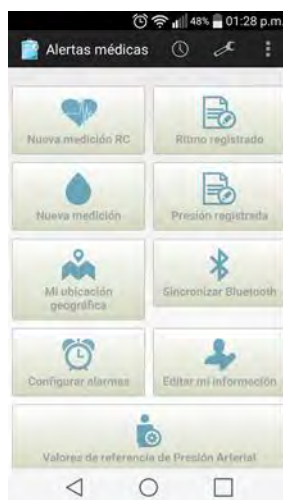 48% 01:28 p.m.
Alertas médicas
Nueva medición RC
Ritmo registrado
Nueva medición
Presión registrada
Mi ubicación
geográfica
Sincronizar Bluetooth
Configurar alarmas
Editar mi información
Valores de referencia de Presión Arterial